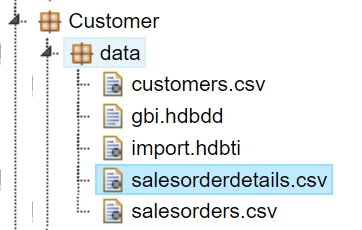 Customer
data
customers.csv
gbi.hdbdd
import.hdbti
salesorderdetails.csv
salesorders.csv